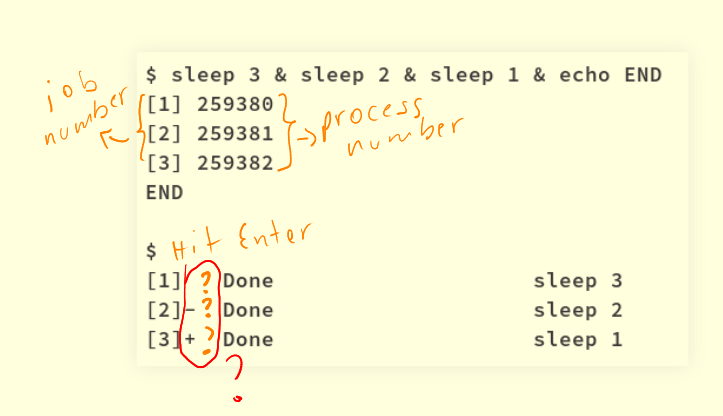 $ sleep 3 & sleep 2 & sleep 1 & echo END
job number
[1] 259380
[2] 259381
[3] 259382
process number
END
$ Hit Enter
[1] ? Done sleep 3
[2]- ? Done sleep 2
[3]+ ? Done sleep 1
?